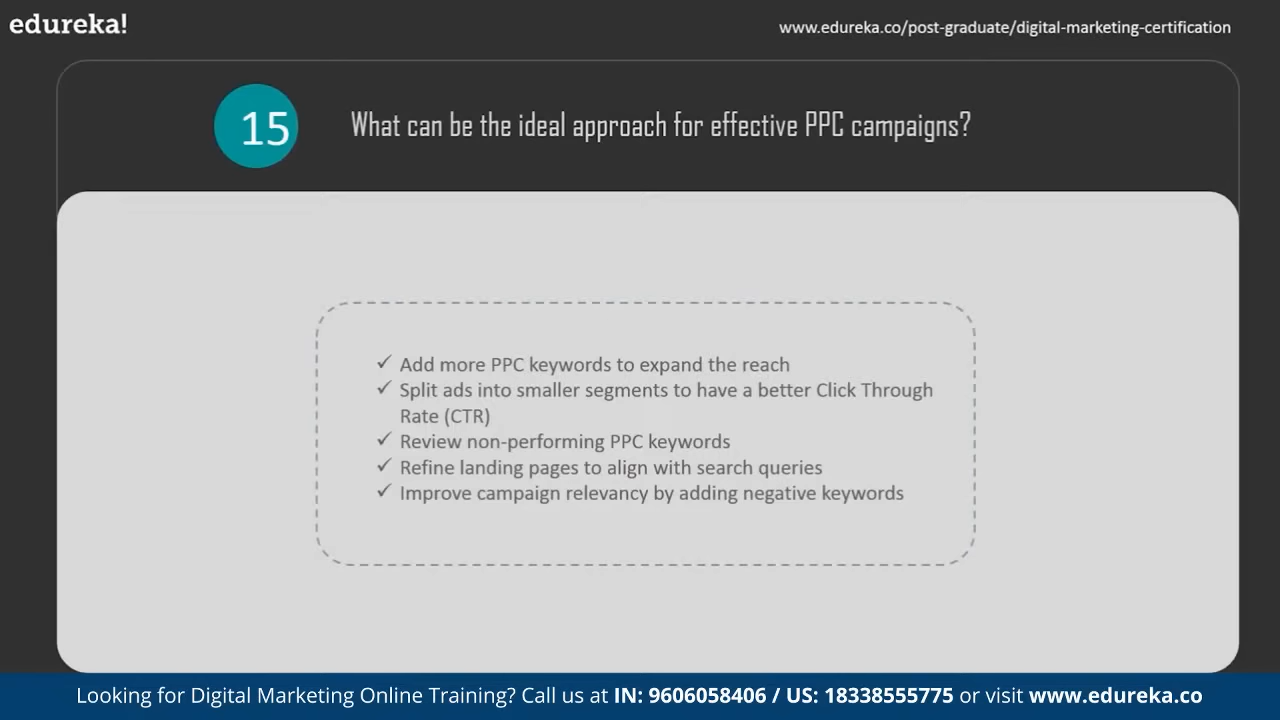 edureka!
www.edureka.co/post-graduate/digital-marketing-certification
15
What can be the ideal approach for effective PPC campaigns?
✓ Add more PPC keywords to expand the reach
✓ Split ads into smaller segments to have a better Click Through
Rate (CTR)
✓ Review non-performing PPC keywords
✓ Refine landing pages to align with search queries
✓ Improve campaign relevancy by adding negative keywords
Looking for Digital Marketing Online Training? Call us at IN: 9606058406 / US: 18338555775 or visit www.edureka.co